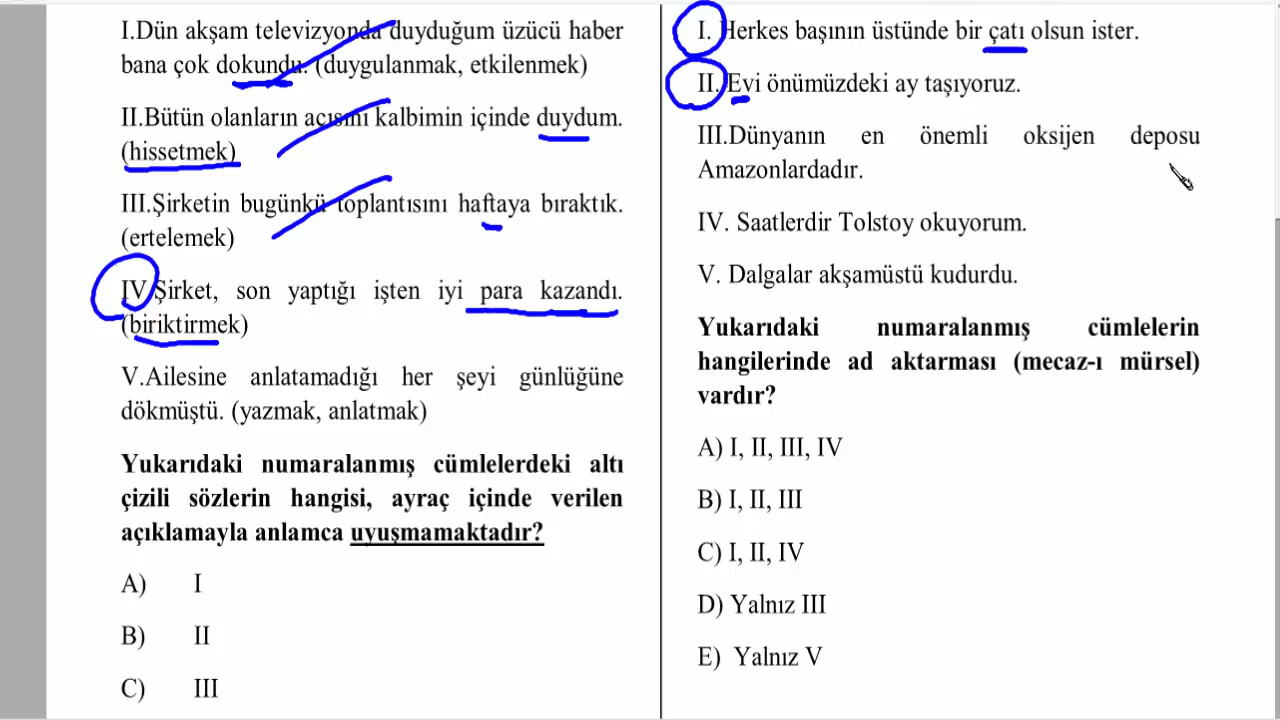 I.Dün akşam televizyonda duyduğum üzücü haber
bana çok dokundu. (duygulanmak, etkilenmek)
II.Bütün olanların acısını kalbimin içinde duydum.
(hissetmek)
III.Şirketin bugünkü toplantısını haftaya bıraktık.
(ertelemek)
IV.Şirket, son yaptığı işten iyi para kazandı.
(biriktirmek)
V.Ailesine anlatamadığı her şeyi günlüğüne
dökmüştü. (yazmak, anlatmak)
Yukarıdaki numaralanmış cümlelerdeki altı
çizili sözlerin hangisi, ayraç içinde verilen
açıklamayla anlamca uyuşmamaktadır?
A) I
B) II
C) III
I. Herkes başının üstünde bir çatı olsun ister.
II. Evi önümüzdeki ay taşıyoruz.
III.Dünyanın en önemli oksijen deposu
Amazonlardadır.
IV. Saatlerdir Tolstoy okuyorum.
V. Dalgalar akşamüstü kudurdu.
Yukarıdaki numaralanmış cümlelerin
hangilerinde ad aktarması (mecaz-ı mürsel)
vardır?
A) I, II, III, IV
B) I, II, III
C) I, II, IV
D) Yalnız III
E) Yalnız V